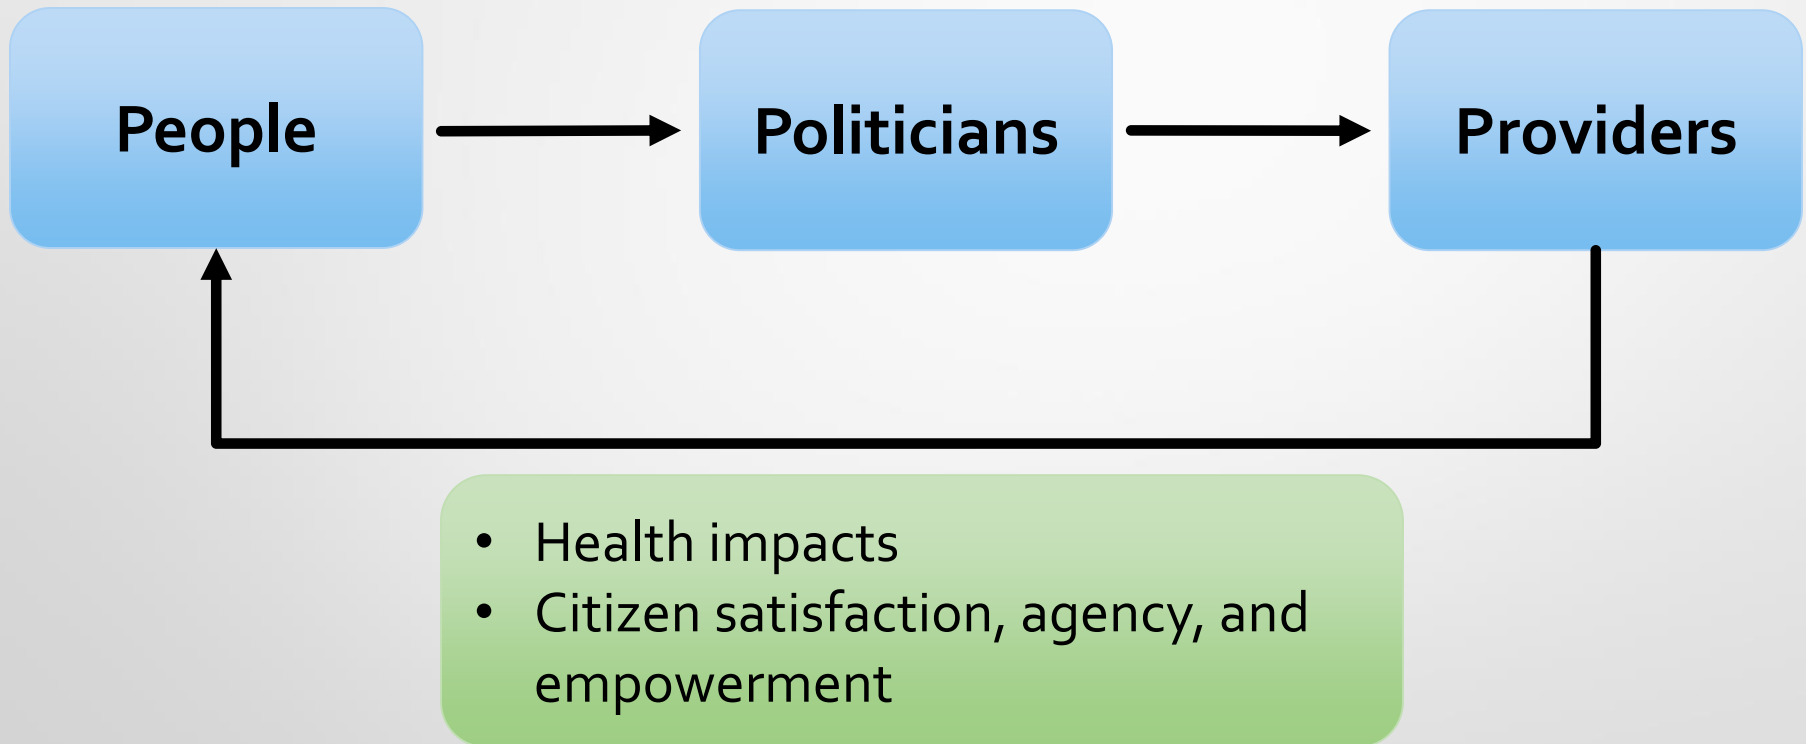 People
Politicians
Providers
• Health impacts
• Citizen satisfaction, agency, and
empowerment